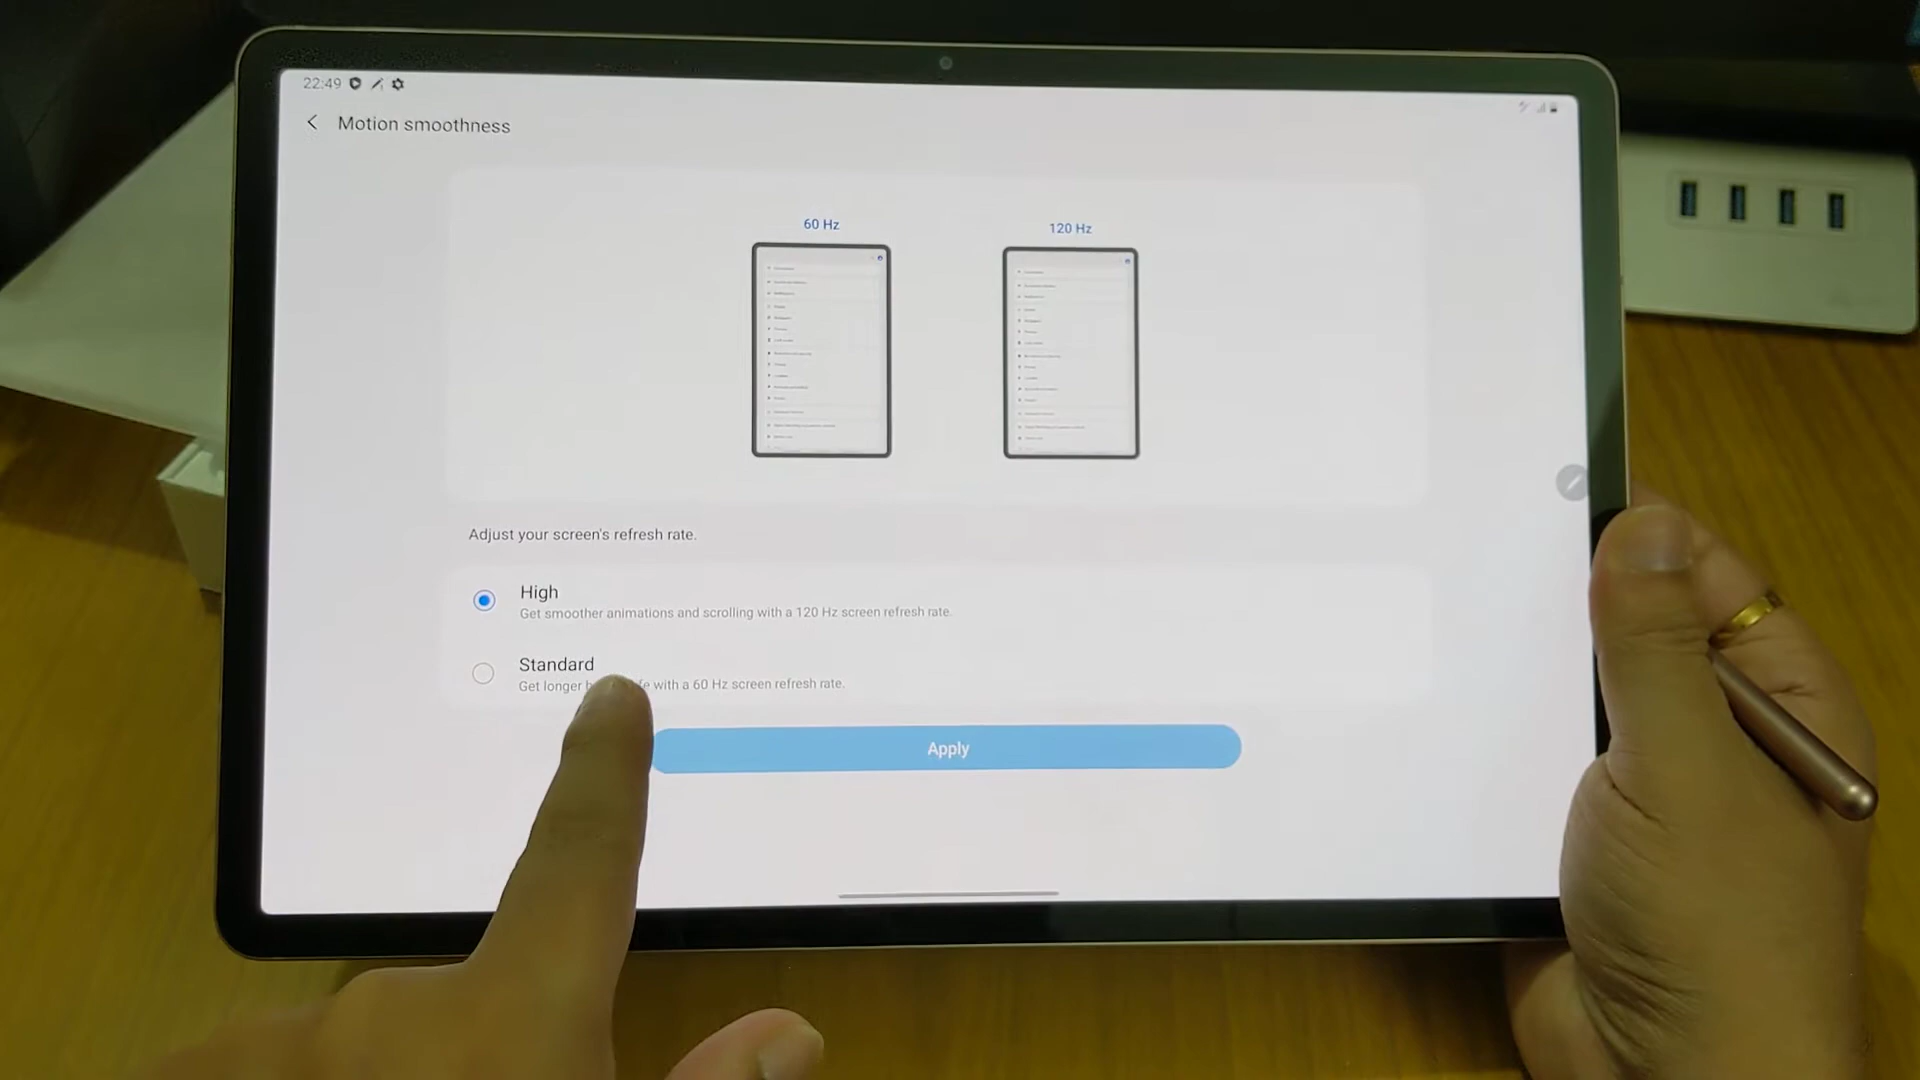 22:49
Motion smoothness
60 Hz
120 Hz
Adjust your screen's refresh rate.
High
Get smoother animations and scrolling with a 120 Hz screen refresh rate.
Standard
Get longer with a 60 Hz screen refresh rate.
Apply